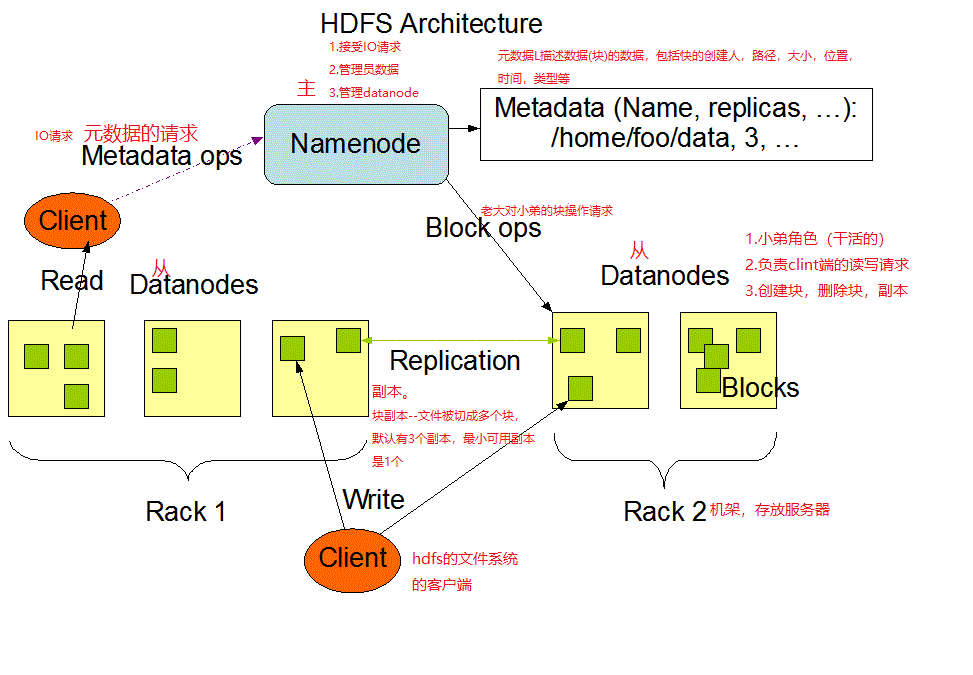 HDFS Architecture
1.接受IO请求
2.管理员数据
3.管理datanode
主
元数据L描述数据(块)的数据，包括快的创建人，路径，大小，位置，
时间，类型等
Metadata (Name, replicas, …):
/home/foo/data, 3, …
Namenode
IO请求 元数据的请求
Metadata ops
Client
老大对小弟的块操作请求
Block ops
Read
从
Datanodes
从
Datanodes
1.小弟角色（干活的）
2.负责clint端的读写请求
3.创建块，删除块，副本
Replication
副本。
块副本--文件被切成多个块，
默认有3个副本，最小可用副本
是1个
Blocks
Rack 1
Write
Rack 2
机架，存放服务器
Client
hdfs的文件系统
的客户端